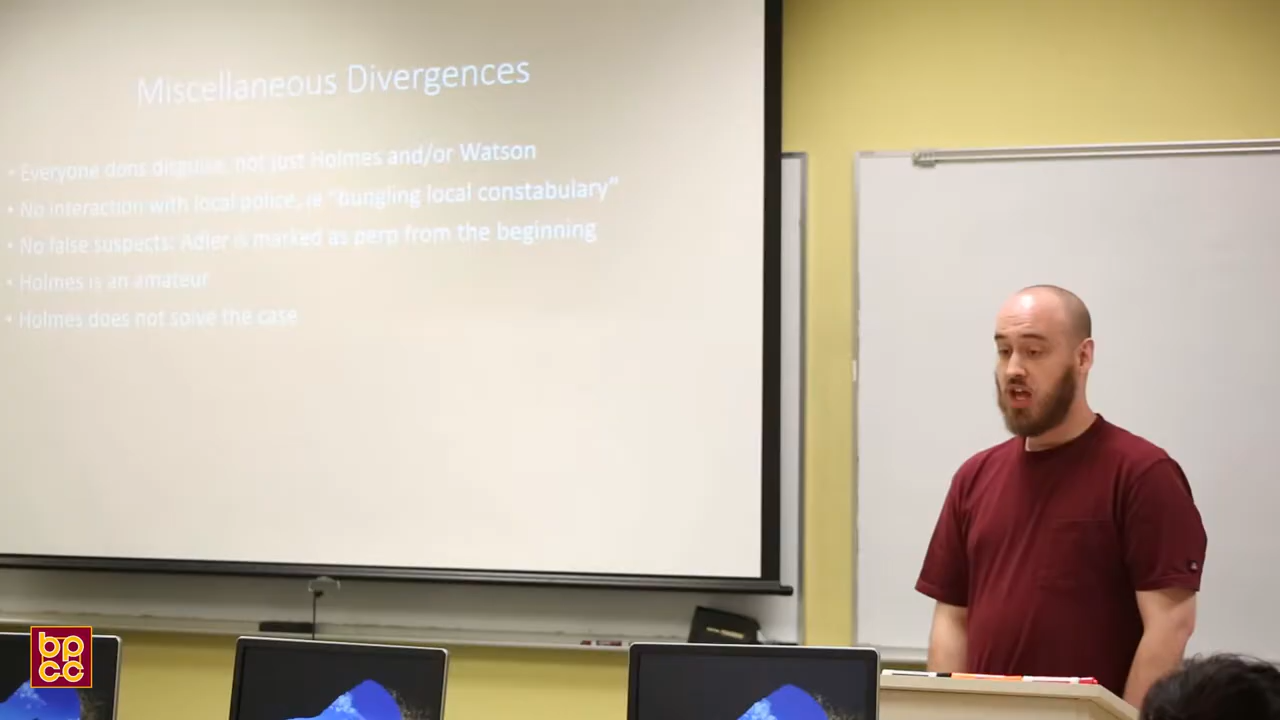 Miscellaneous Divergences
• Everyone dons disguise, not just Holmes and/or Watson
• No interaction with local police, ie "bungling local constabulary"
• No false suspects; Adler is marked as perp from the beginning
• Holmes is an amateur
• Holmes does not solve the case
bp
cc